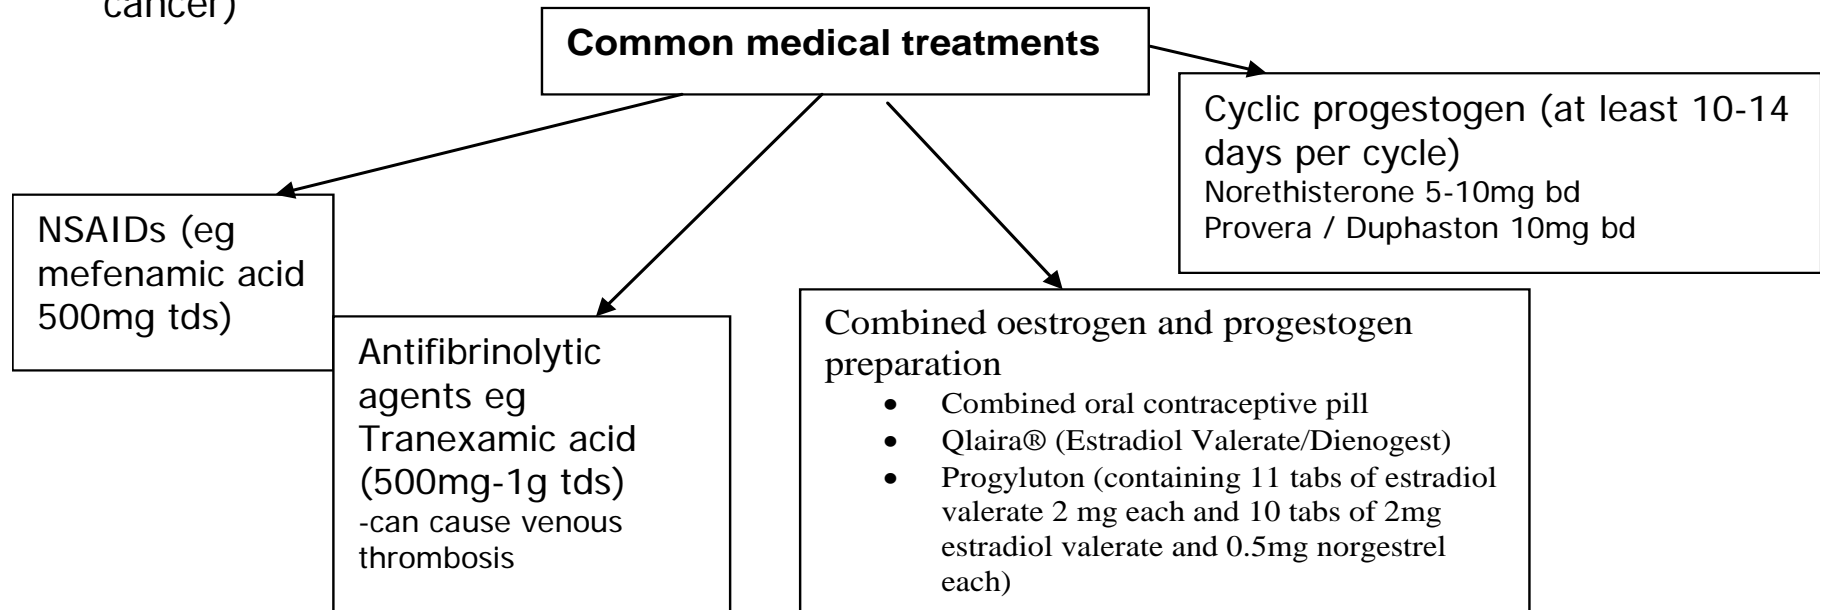 cancer)
Common medical treatments
Cyclic progestogen (at least 10-14
days per cycle)
Norethisterone 5-10mg bd
Provera / Duphaston 10mg bd
NSAIDs (eg
mefenamic acid
500mg tds)
Antifibrinolytic
agents eg
Tranexamic acid
(500mg-1g tds)
-can cause venous
thrombosis
Combined oestrogen and progestogen
preparation
• Combined oral contraceptive pill
• Qlaira® (Estradiol Valerate/Dienogest)
• Progyluton (containing 11 tabs of estradiol
valerate 2 mg each and 10 tabs of 2mg
estradiol valerate and 0.5mg norgestrel
each)